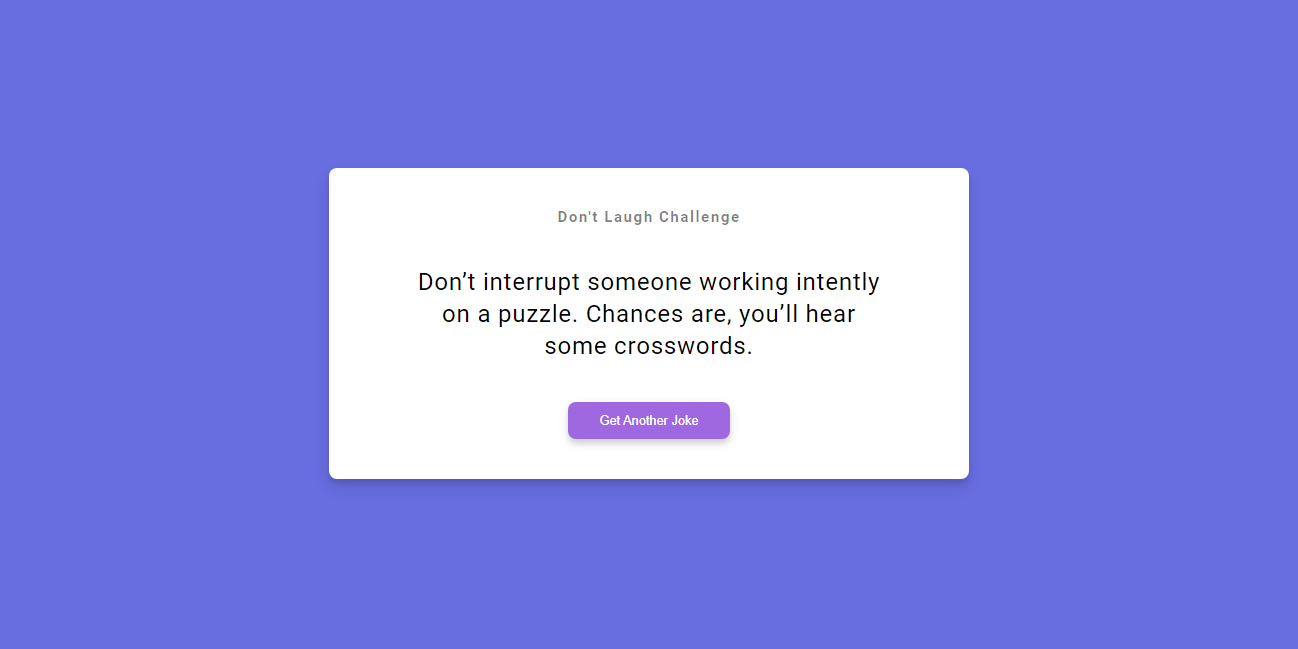 Don't Laugh Challenge
Don’t interrupt someone working intently
on a puzzle. Chances are, you’ll hear
some crosswords.
Get Another Joke